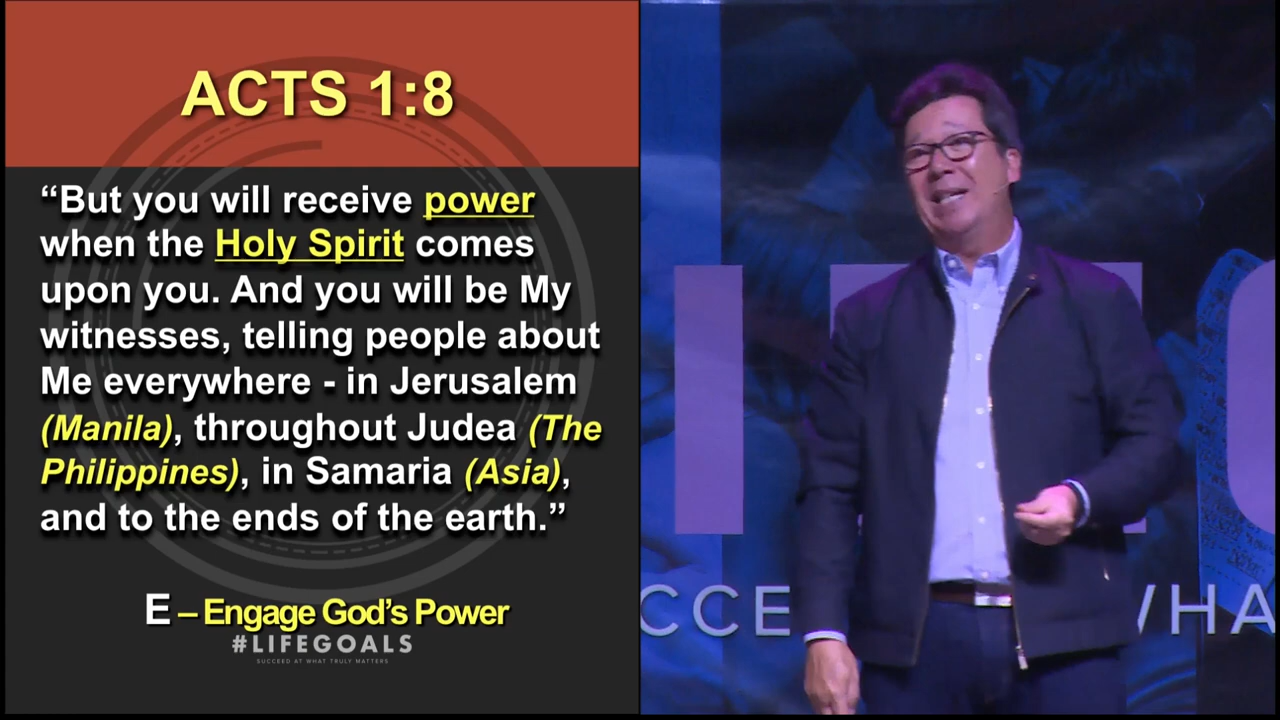 ACTS 1:8
“But you will receive power
when the Holy Spirit comes
upon you. And you will be My
witnesses, telling people about
Me everywhere - in Jerusalem
(Manila), throughout Judea (The
Philippines), in Samaria (Asia),
and to the ends of the earth.”
E – Engage God's Power
#LIFEGOALS
SUCCEED AT WHAT TRULY MATTERS
CCE
WHA